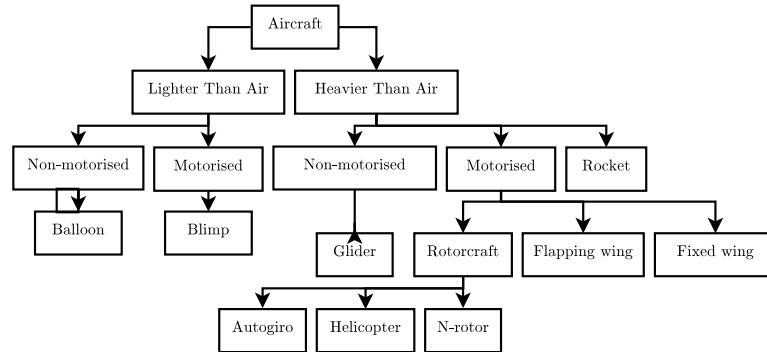 Aircraft
Lighter Than Air
Heavier Than Air
Non-motorised
Motorised
Non-motorised
Motorised
Rocket
Balloon
Blimp
Glider
Rotorcraft
Flapping wing
Fixed wing
Autogiro
Helicopter
N-rotor